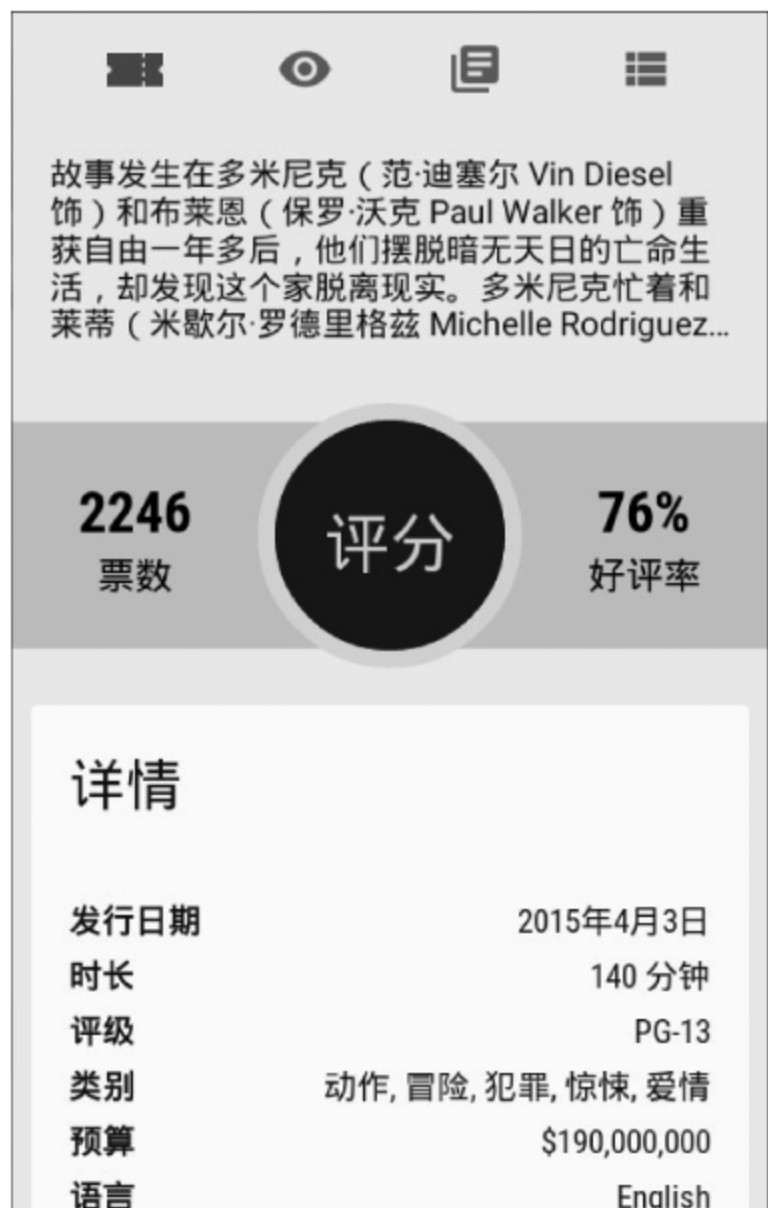 故事发生在多米尼克（范·迪塞尔 Vin Diesel
饰）和布莱恩（保罗·沃克 Paul Walker 饰）重
获自由一年多后，他们摆脱暗无天日的亡命生
活，却发现这个家脱离现实。多米尼克忙着和
莱蒂（米歇尔·罗德里格兹 Michelle Rodriguez...
2246
票数
评分
76%
好评率
详情
发行日期 2015年4月3日
时长 140 分钟
评级 PG-13
类别 动作, 冒险, 犯罪, 惊悚, 爱情
预算 $190,000,000
语言 English